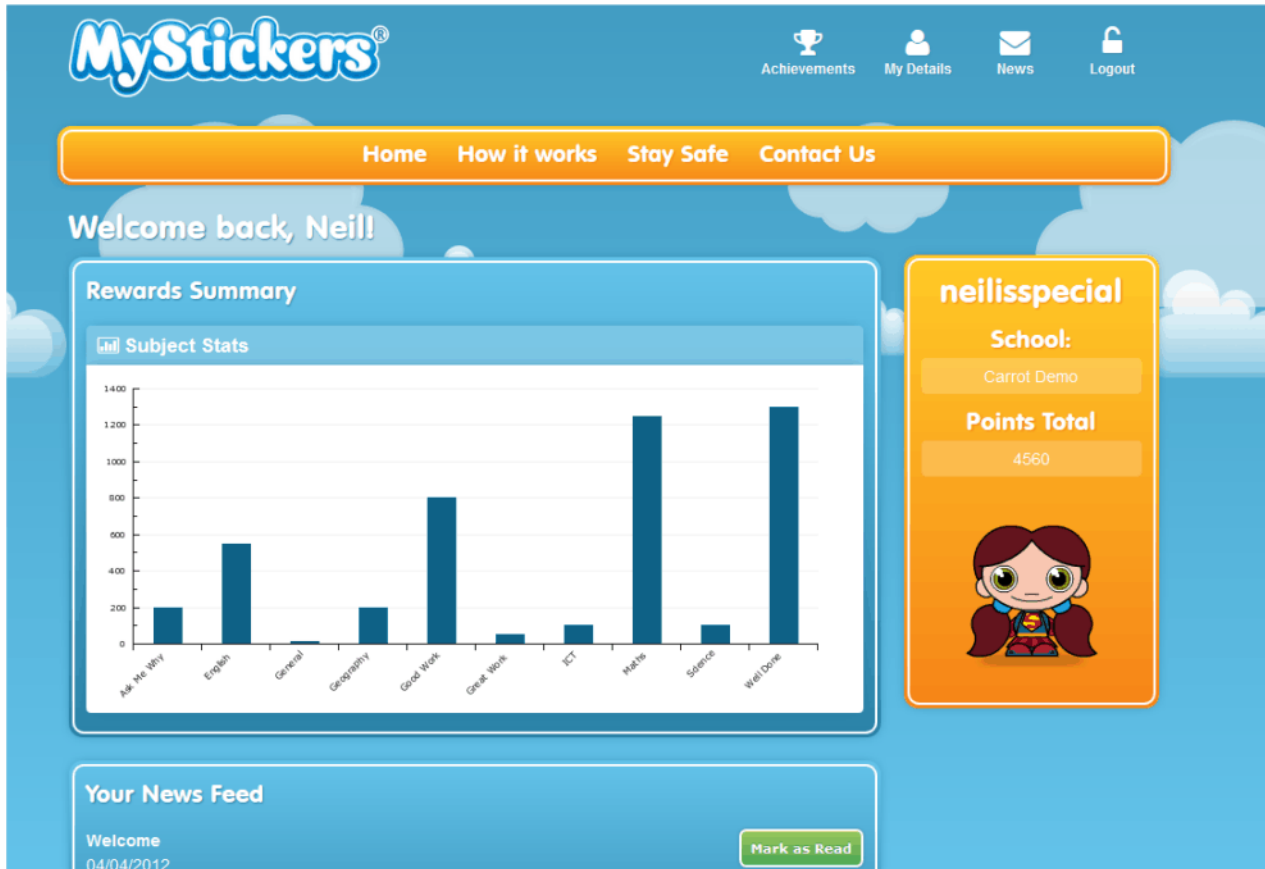 MyStickers®
Achievements
My Details
News
Logout
Home
How it works
Stay Safe
Contact Us
Welcome back, Neil!
Rewards Summary
Subject Stats
1400
1200
1000
800
600
400
200
0
Ask Me Why
English
General
Geography
Good Work
Great Work
ICT
Maths
Science
Well Done
neilisspecial
School:
Carrot Demo
Points Total
4560
Your News Feed
Welcome
04/04/2012
Mark as Read